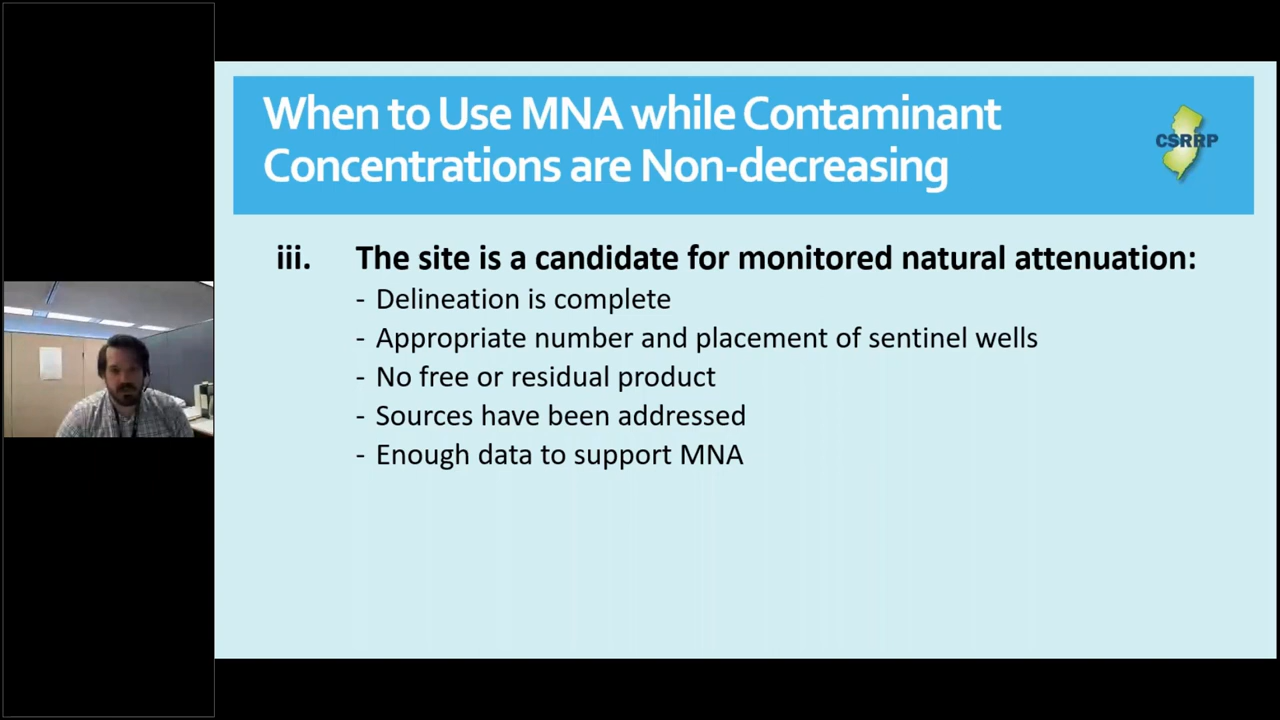 When to Use MNA while Contaminant
Concentrations are Non-decreasing
CSRRP
iii. The site is a candidate for monitored natural attenuation:
- Delineation is complete
- Appropriate number and placement of sentinel wells
- No free or residual product
- Sources have been addressed
- Enough data to support MNA